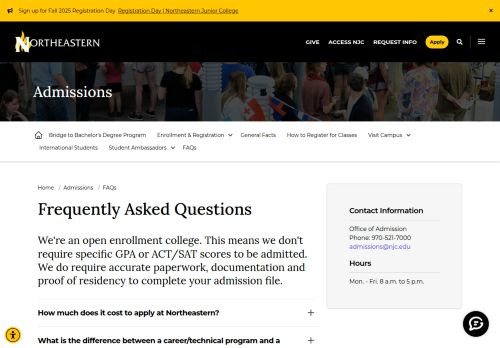 Sign up for Fall 2025 Registration Day Registration Day | Northeastern Junior College
×
NORTHEASTERN
GIVE
ACCESS NJC
REQUEST INFO
Apply
Admissions
Bridge to Bachelor's Degree Program
Enrollment & Registration
General Facts
How to Register for Classes
Visit Campus
International Students
Student Ambassadors
FAQs
Home / Admissions / FAQs
Frequently Asked Questions
We're an open enrollment college. This means we don't
require specific GPA or ACT/SAT scores to be admitted.
We do require accurate paperwork, documentation and
proof of residency to complete your admission file.
How much does it cost to apply at Northeastern?
What is the difference between a career/technical program and a
Contact Information
Office of Admission
Phone: 970-521-7000
admissions@njc.edu
Hours
Mon. - Fri. 8 a.m. to 5 p.m.